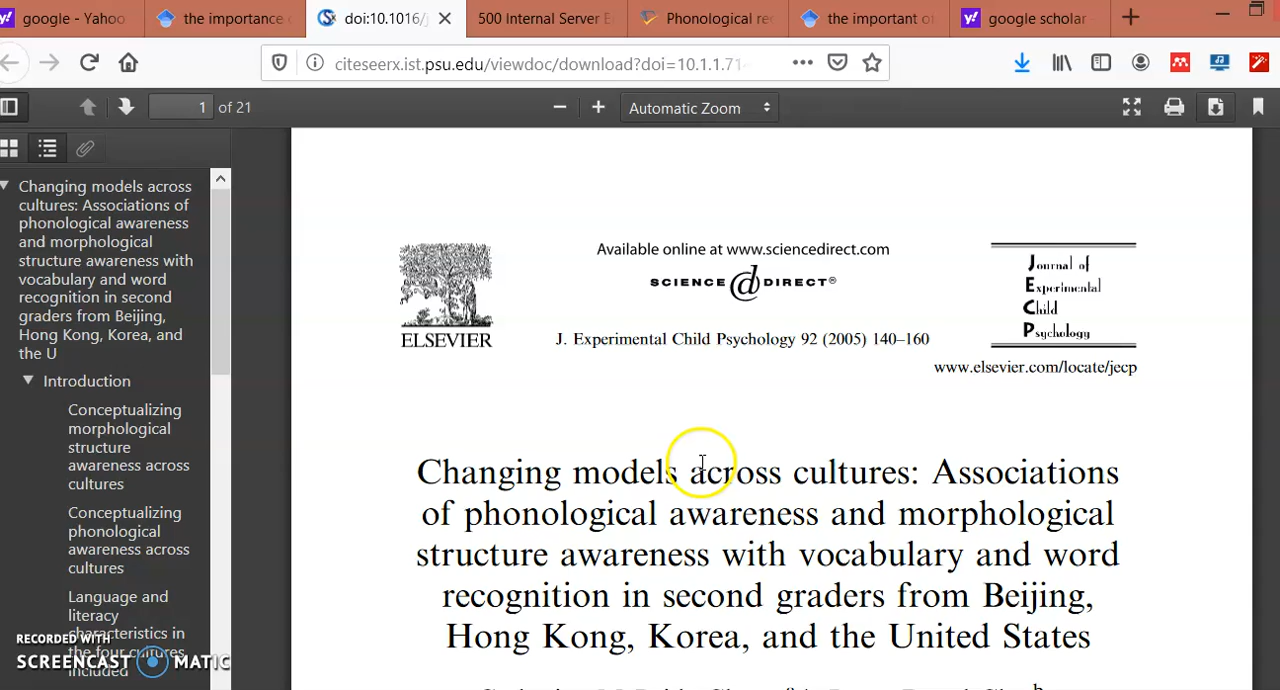 google - Yahoo
the importance
doi:10.1016/j
500 Internal Server E
Phonological re
the important of
google scholar
citeseerx.ist.psu.edu/viewdoc/download?doi=10.1.1.71
1 of 21
Automatic Zoom
Changing models across
cultures: Associations of
phonological awareness
and morphological
structure awareness with
vocabulary and word
recognition in second
graders from Beijing,
Hong Kong, Korea, and
the U
Introduction
Conceptualizing
morphological
structure
awareness across
cultures
Conceptualizing
phonological
awareness across
cultures
Language and
literacy
characteristics in
the four cultures
included
RECORDED WITH
SCREENCAST MATIC
Available online at www.sciencedirect.com
SCIENCE DIRECT®
ELSEVIER
J. Experimental Child Psychology 92 (2005) 140–160
Journal of
Experimental
Child
Psychology
www.elsevier.com/locate/jecp
Changing models across cultures: Associations
of phonological awareness and morphological
structure awareness with vocabulary and word
recognition in second graders from Beijing,
Hong Kong, Korea, and the United States